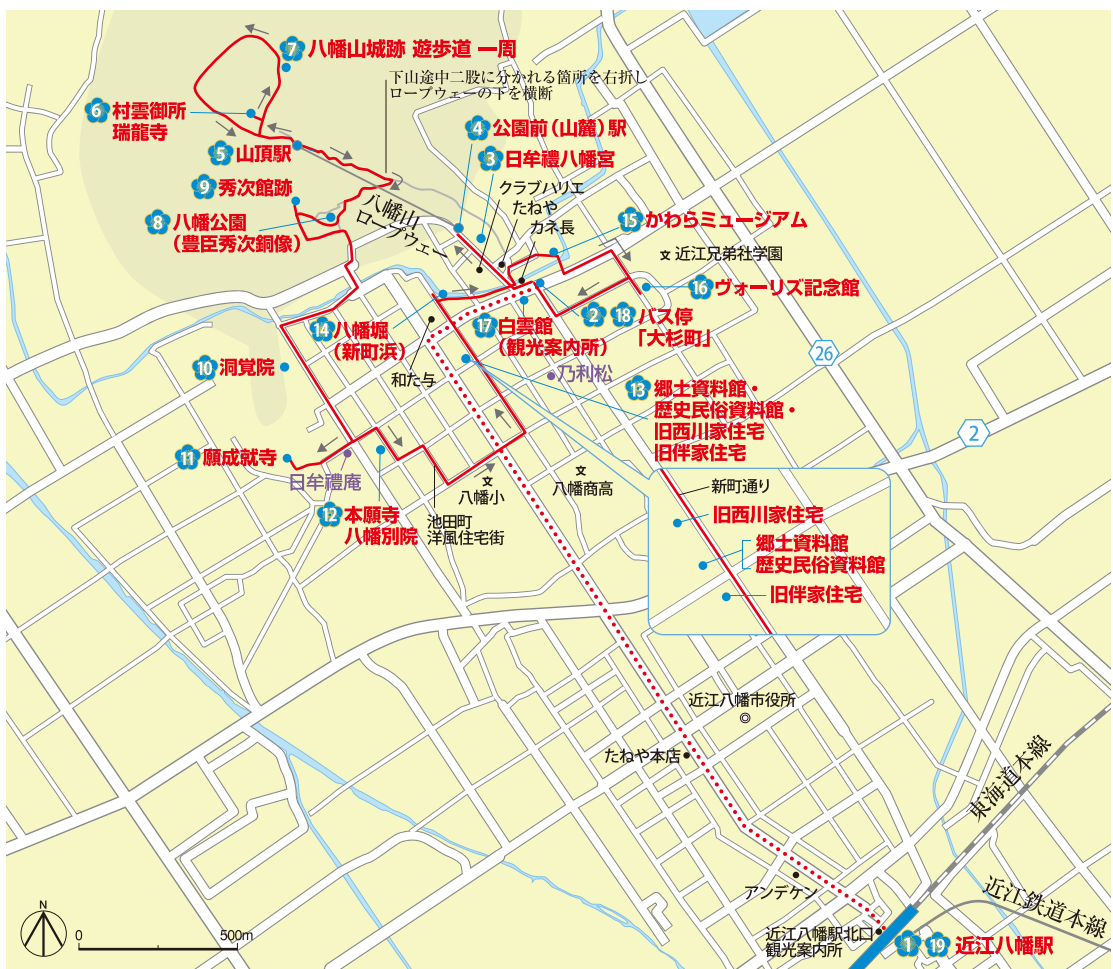 7 八幡山城跡 遊歩道 一周
下山途中二股に分かれる箇所を右折し
ロープウェーの下を横断
6 村雲御所
瑞龍寺
5 山頂駅
4 公園前（山麓）駅
3 日牟禮八幡宮
9 秀次館跡
8 八幡公園
（豊臣秀次銅像）
八幡山
ロープウェー
クラブハリエ
たねや
カネ長
15 かわらミュージアム
文 近江兄弟社学園
16 ヴォーリズ記念館
2 18 バス停
「大杉町」
17 白雲館
（観光案内所）
14 八幡堀
（新町浜）
和た与
乃利松
10 洞覚院
13 郷土資料館・
歴史民俗資料館・
旧西川家住宅
旧伴家住宅
26
2
11 願成就寺
日牟禮庵
12 本願寺
八幡別院
池田町
洋風住宅街
文
八幡小
文
八幡商高
新町通り
旧西川家住宅
郷土資料館
歴史民俗資料館
旧伴家住宅
近江八幡市役所
たねや本店
アンデケン
東海道本線
近江鉄道本線
近江八幡駅北口
観光案内所
1 19 近江八幡駅
N
0 500m